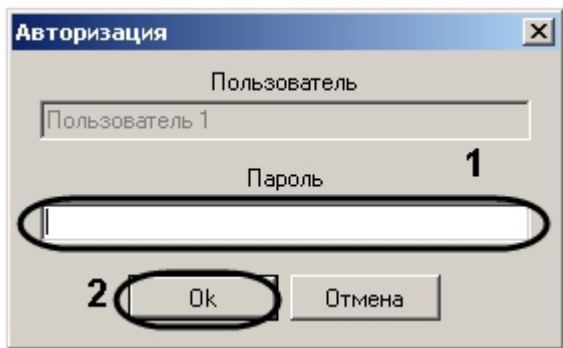 Авторизация
Пользователь
Пользователь 1
1
Пароль
2
Ok
Отмена